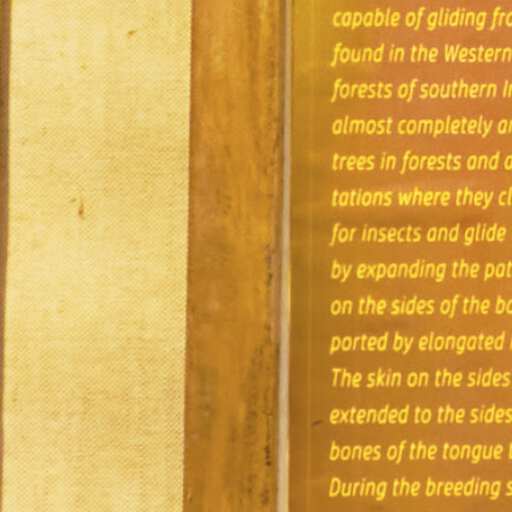 capable of gliding
found in the Western
forests of southern
almost completely
trees in forests and
tations where they
for insects and glide
by expanding the
on the sides of the
ported by elongated
The skin on the sides
extended to the sides
bones of the tongue
During the breeding